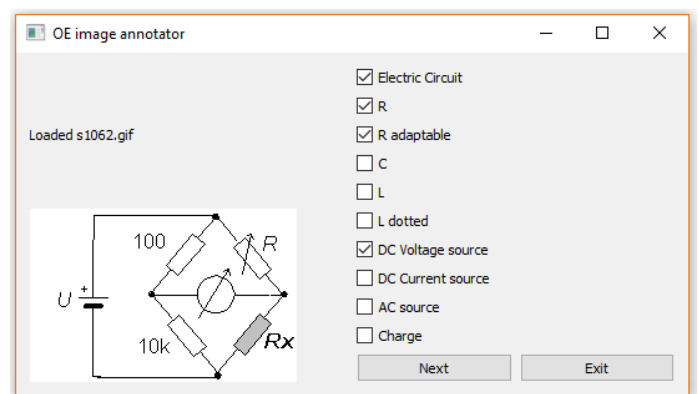 OE image annotator
Loaded s1062.gif
Electric Circuit
R
R adaptable
C
L
L dotted
DC Voltage source
DC Current source
AC source
Charge
Next
Exit
100
R
U
+
10k
Rx